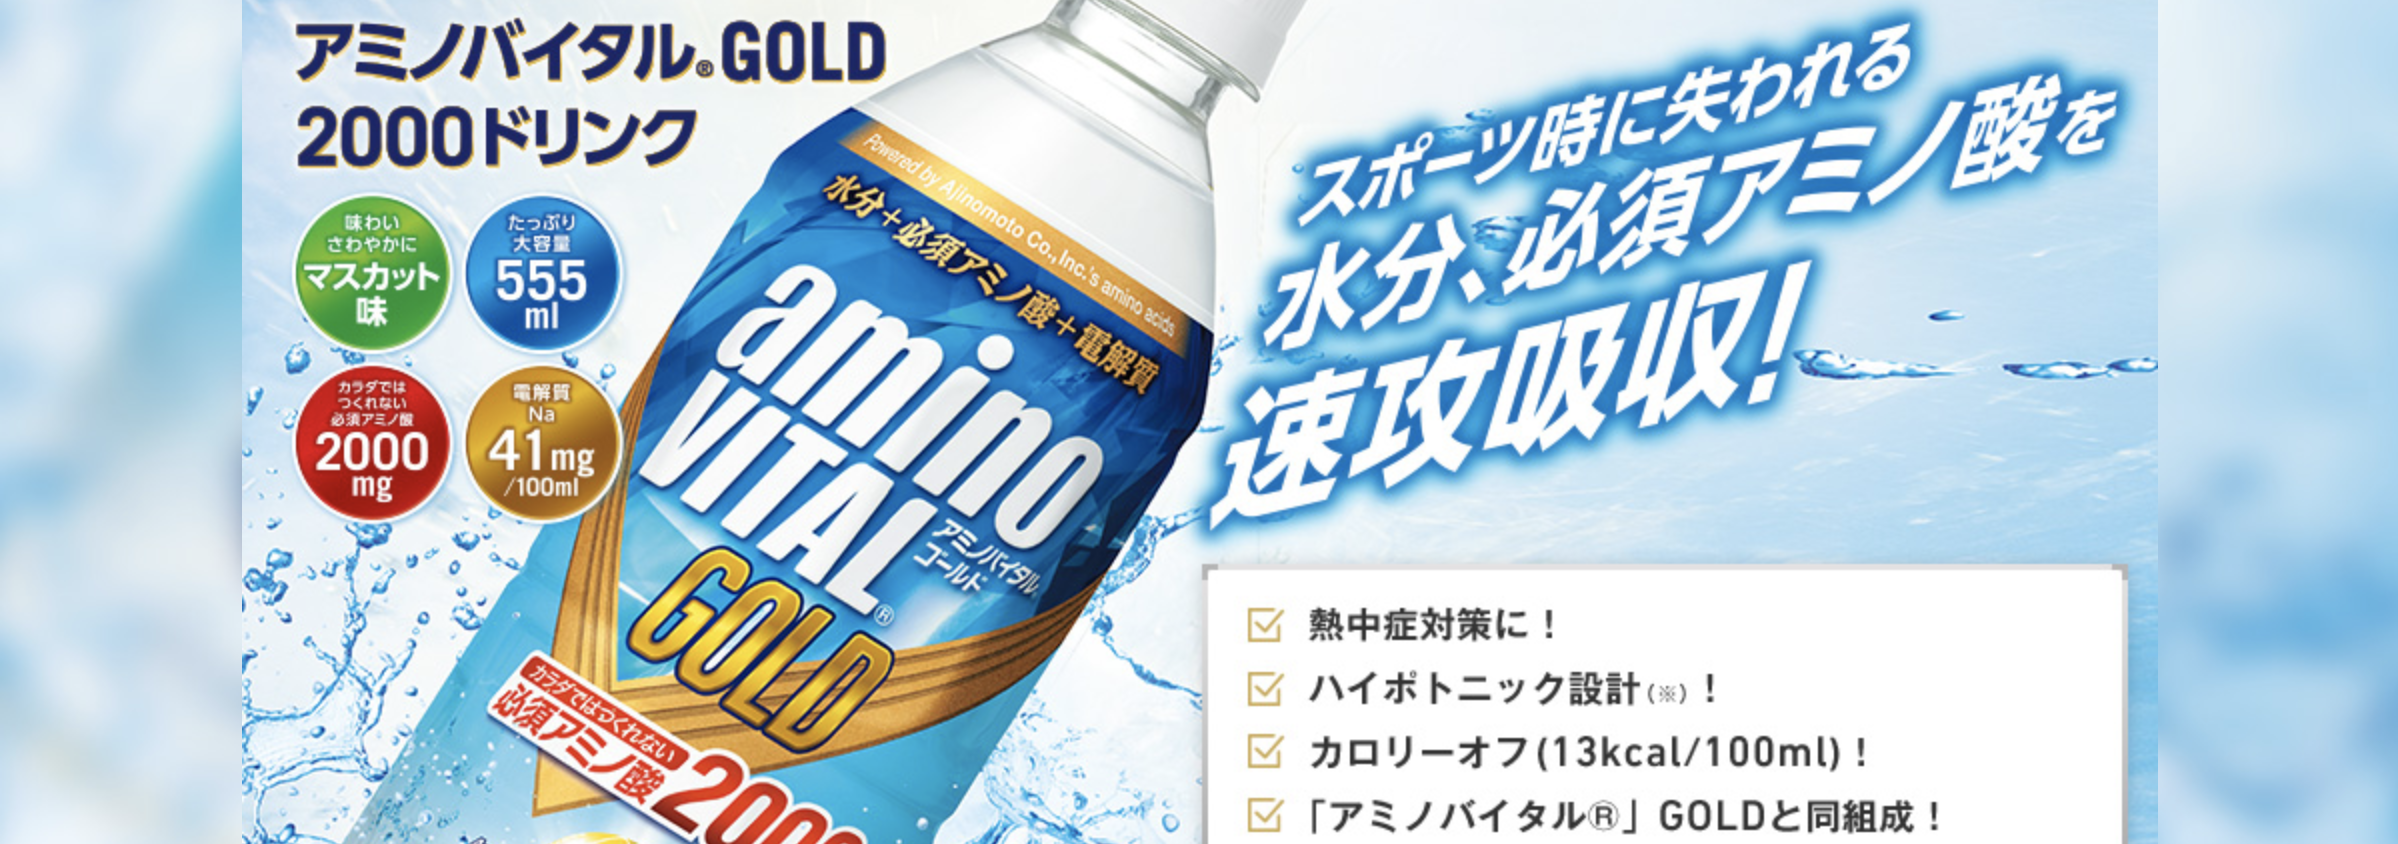 アミノバイタル®GOLD
2000ドリンク
味わい
さわやかに
マスカット
味
たっぷり
大容量
555
ml
カラダでは
つくれない
必須アミノ酸
2000
mg
電解質
Na
41mg
/100ml
Powered by Ajinomoto Co., Inc.'s amino acids
水分+必須アミノ酸+電解質
amino
VITAL®
アミノバイタル®
ゴールド
GOLD
カラダではつくれない
必須アミノ酸2000
スポーツ時に失われる
水分、必須アミノ酸を
速攻吸収!
熱中症対策に!
ハイポトニック設計(※)!
カロリーオフ(13kcal/100ml)!
「アミノバイタル®」GOLDと同組成!